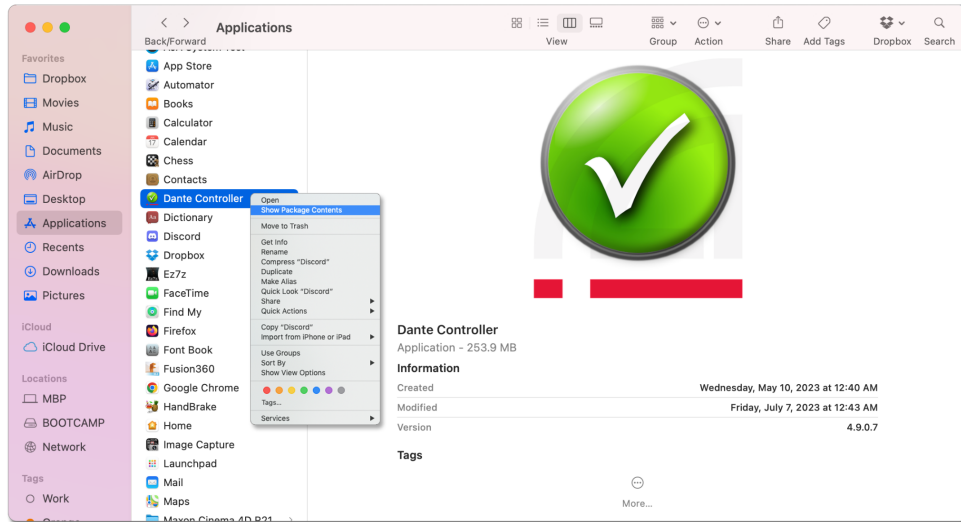 Applications
Back/Forward
View
Group
Action
Share
Add Tags
Dropbox
Search
Favorites
Dropbox
Movies
Music
Documents
AirDrop
Desktop
Applications
Recents
Downloads
Pictures
iCloud
iCloud Drive
Locations
MBP
BOOTCAMP
Network
Tags
Work
Orange
App Store
Automator
Books
Calculator
Calendar
Chess
Contacts
Dante Controller
Dictionary
Discord
Dropbox
Ez7z
FaceTime
Find My
Firefox
Font Book
Fusion360
Google Chrome
HandBrake
Home
Image Capture
Launchpad
Mail
Maps
Maxon Cinema 4D R21
Open
Show Package Contents
Move to Trash
Get Info
Rename
Compress "Discord"
Duplicate
Make Alias
Quick Look "Discord"
Share
Quick Actions
Copy "Discord"
Import from iPhone or iPad
Use Groups
Sort By
Show View Options
Tags...
Services
Dante Controller
Application - 253.9 MB
Information
Created Wednesday, May 10, 2023 at 12:40 AM
Modified Friday, July 7, 2023 at 12:43 AM
Version 4.9.0.7
Tags
More...